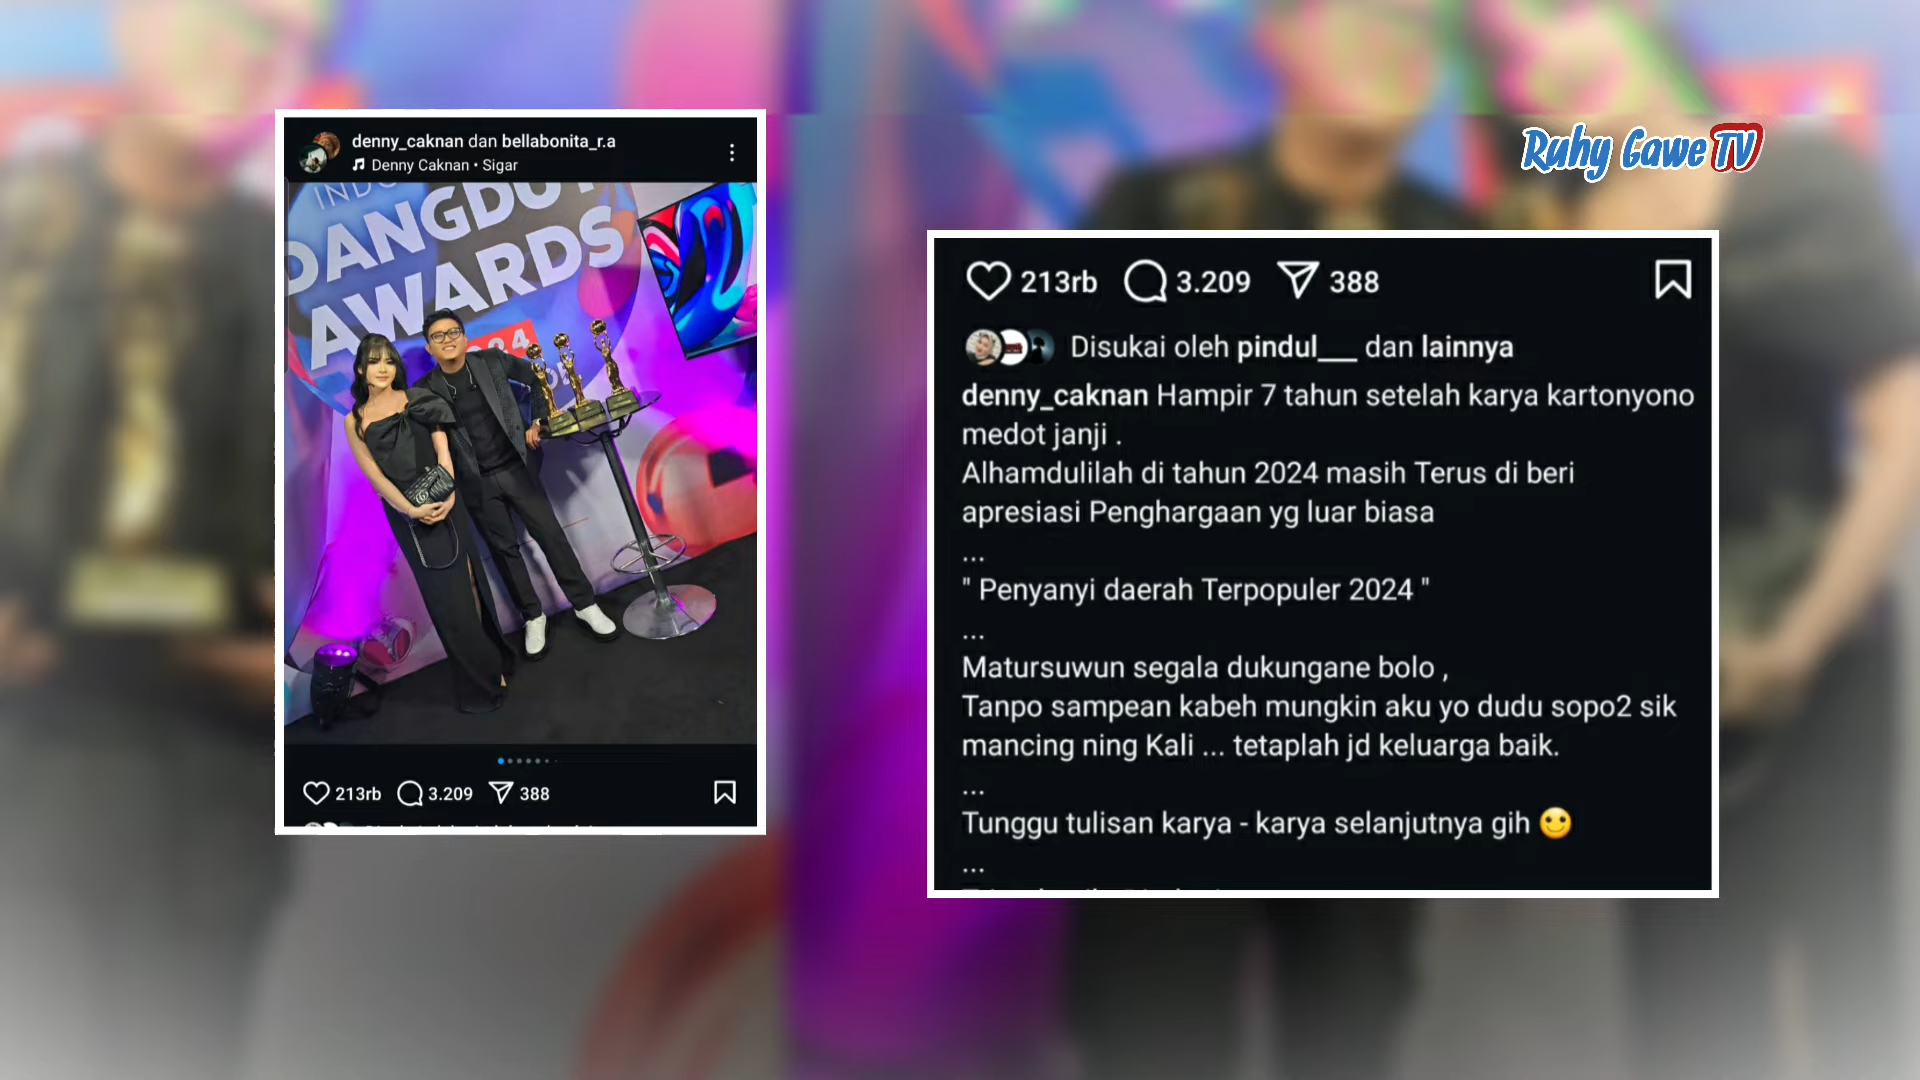 denny_caknan dan bellabonita_r.a
Denny Caknan • Sigar
DANGDUT
AWARDS
213rb 3.209 388
Ruhy Gawe TV
213rb 3.209 388
Disukai oleh pindul___ dan lainnya
denny_caknan Hampir 7 tahun setelah karya kartonyono
medot janji .
Alhamdulilah di tahun 2024 masih Terus di beri
apresiasi Penghargaan yg luar biasa
...
" Penyanyi daerah Terpopuler 2024 "
...
Matursuwun segala dukungane bolo ,
Tanpo sampean kabeh mungkin aku yo dudu sopo2 sik
mancing ning Kali ... tetaplah jd keluarga baik.
...
Tunggu tulisan karya - karya selanjutnya gih 🙂
...